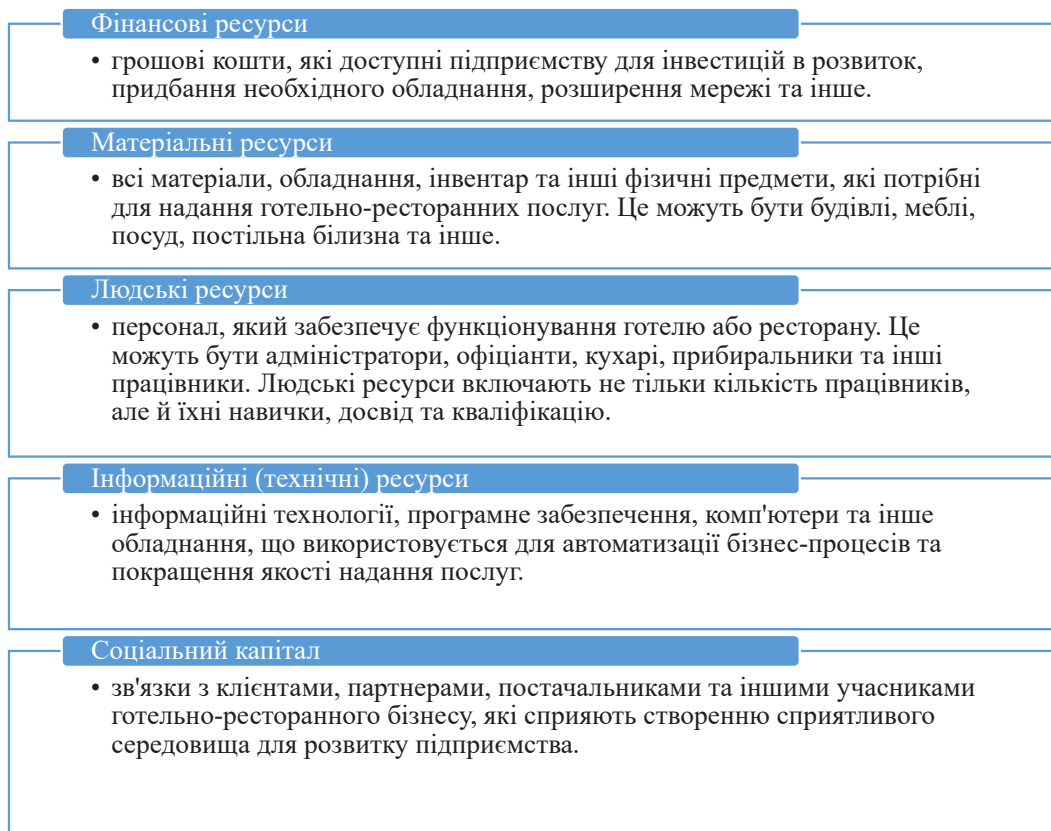 Фінансові ресурси
• грошові кошти, які доступні підприємству для інвестицій в розвиток,
придбання необхідного обладнання, розширення мережі та інше.
Матеріальні ресурси
• всі матеріали, обладнання, інвентар та інші фізичні предмети, які потрібні
для надання готельно-ресторанних послуг. Це можуть бути будівлі, меблі,
посуд, постільна білизна та інше.
Людські ресурси
• персонал, який забезпечує функціонування готелю або ресторану. Це
можуть бути адміністратори, офіціанти, кухарі, прибиральники та інші
працівники. Людські ресурси включають не тільки кількість працівників,
але й їхні навички, досвід та кваліфікацію.
Інформаційні (технічні) ресурси
• інформаційні технології, програмне забезпечення, комп'ютери та інше
обладнання, що використовується для автоматизації бізнес-процесів та
покращення якості надання послуг.
Соціальний капітал
• зв'язки з клієнтами, партнерами, постачальниками та іншими учасниками
готельно-ресторанного бізнесу, які сприяють створенню сприятливого
середовища для розвитку підприємства.